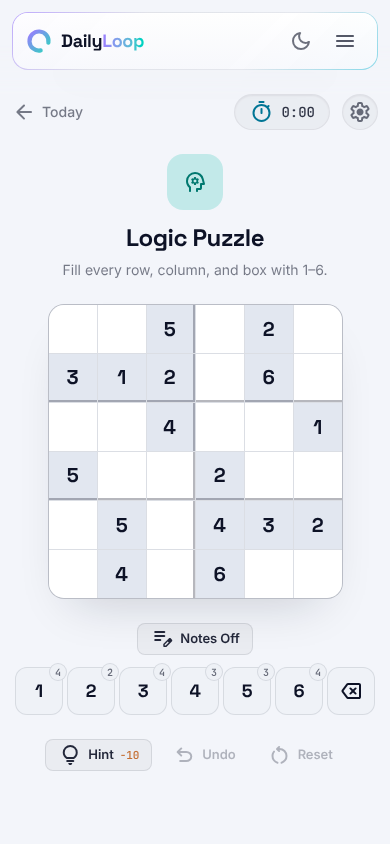 DailyLoop
Today
0:00
Logic Puzzle
Fill every row, column, and box with 1–6.
5 2
3 1 2 6
4 1
5 2
5 4 3 2
4 6
Notes Off
4 2 4 3 3 4
1 2 3 4 5 6
Hint -10 Undo Reset